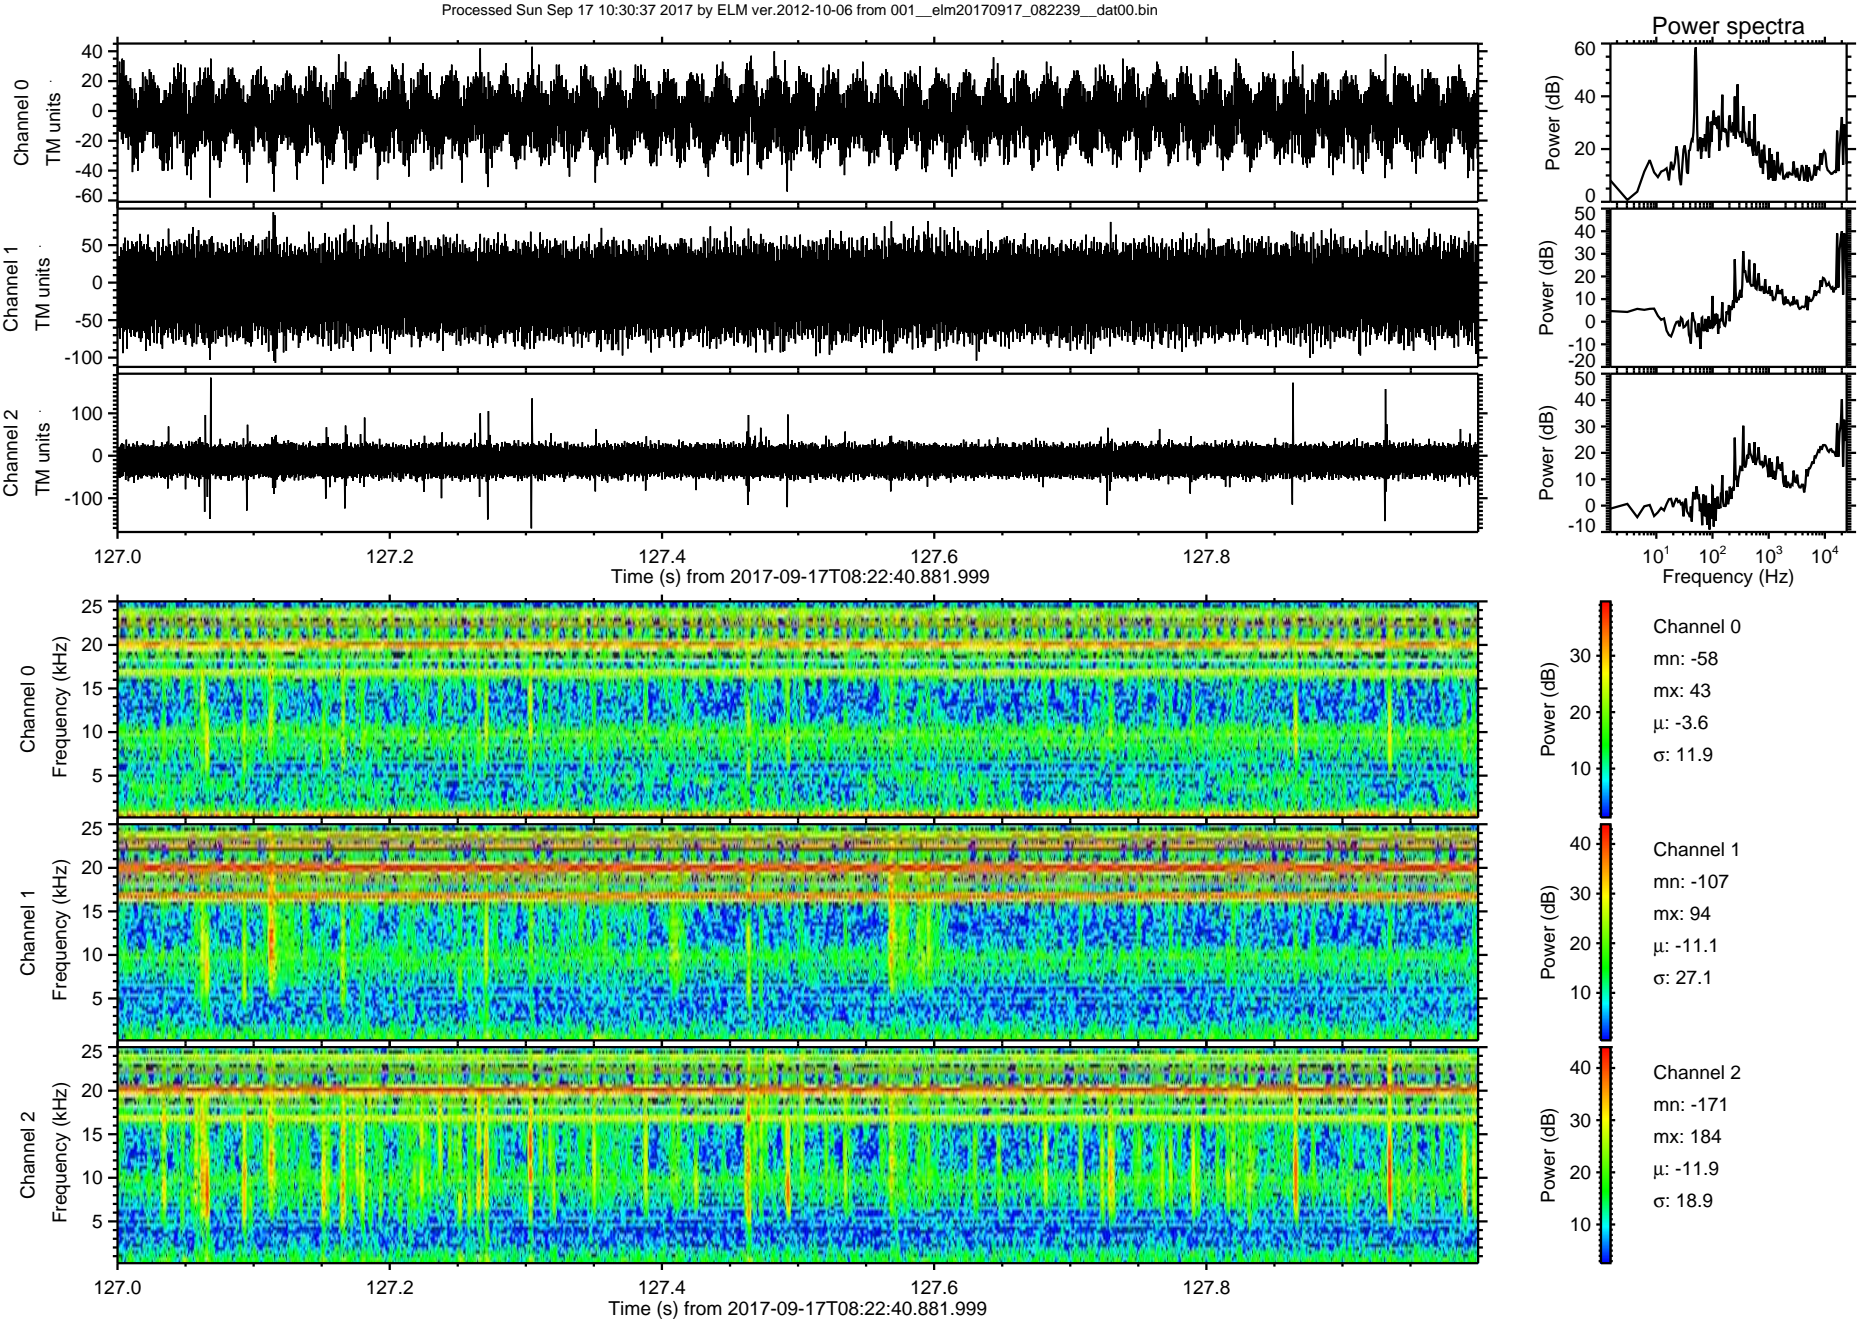 Processed Sun Sep 17 10:30:37 2017 by ELM ver.2012-10-06 from 001__elm20170917_082239__dat00.bin
Power spectra
Channel 0
TM units
40
20
0
-20
-40
-60
Power (dB)
60
40
20
0
Channel 1
TM units
50
0
-50
-100
Power (dB)
50
40
30
20
10
0
-10
-20
Channel 2
TM units
100
0
-100
Power (dB)
50
40
30
20
10
0
-10
127.0 127.2 127.4 127.6 127.8
Time (s) from 2017-09-17T08:22:40.881.999
10¹ 10² 10³ 10⁴
Frequency (Hz)
Channel 0
Frequency (kHz)
25
20
15
10
5
Power (dB)
30
20
10
Channel 0
mn: -58
mx: 43
μ: -3.6
σ: 11.9
Channel 1
Frequency (kHz)
25
20
15
10
5
Power (dB)
40
30
20
10
Channel 1
mn: -107
mx: 94
μ: -11.1
σ: 27.1
Channel 2
Frequency (kHz)
25
20
15
10
5
Power (dB)
40
30
20
10
Channel 2
mn: -171
mx: 184
μ: -11.9
σ: 18.9
127.0 127.2 127.4 127.6 127.8
Time (s) from 2017-09-17T08:22:40.881.999